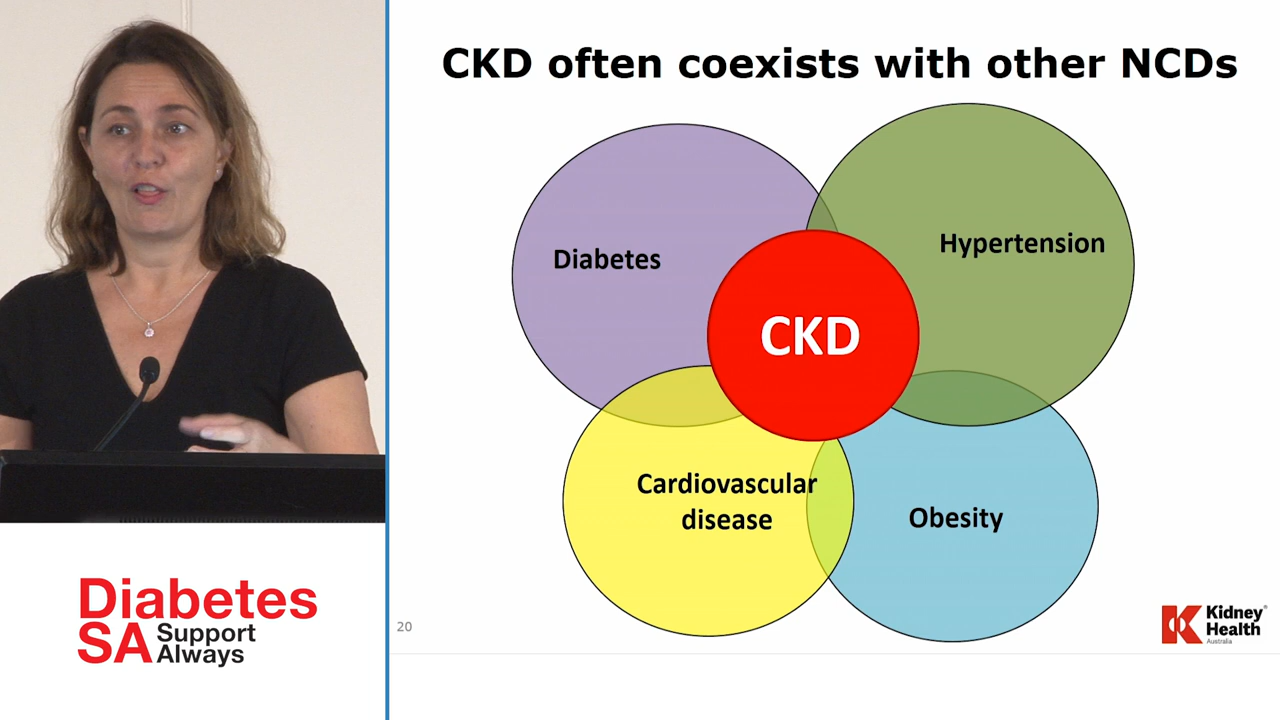 CKD often coexists with other NCDs
Diabetes
Hypertension
CKD
Cardiovascular
disease
Obesity
Diabetes
SA Support
Always
20
Kidney
Health
Australia